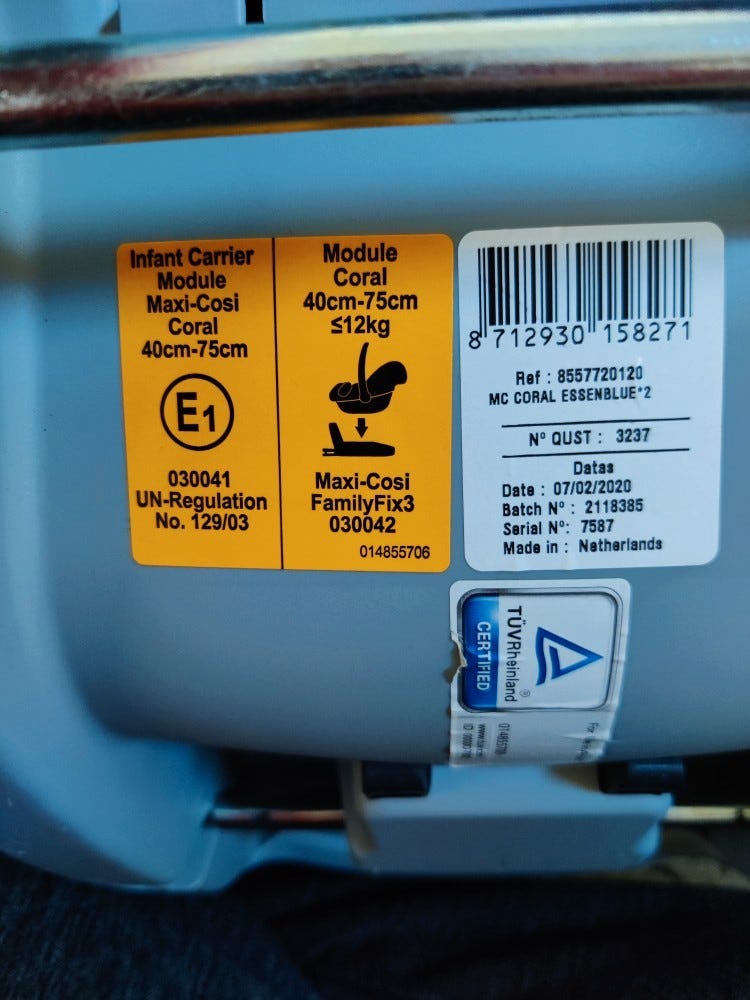 Infant Carrier
Module
Maxi-Cosi
Coral
40cm-75cm
E1
030041
UN-Regulation
No. 129/03
Module
Coral
40cm-75cm
≤12kg
Maxi-Cosi
FamilyFix3
030042
014855706
8 712930 158271
Ref : 8557720120
MC CORAL ESSENBLUE*2
Nº QUST : 3237
Datas
Date : 07/02/2020
Batch Nº : 2118385
Serial Nº: 7587
Made in : Netherlands
TÜVRheinland®
CERTIFIED